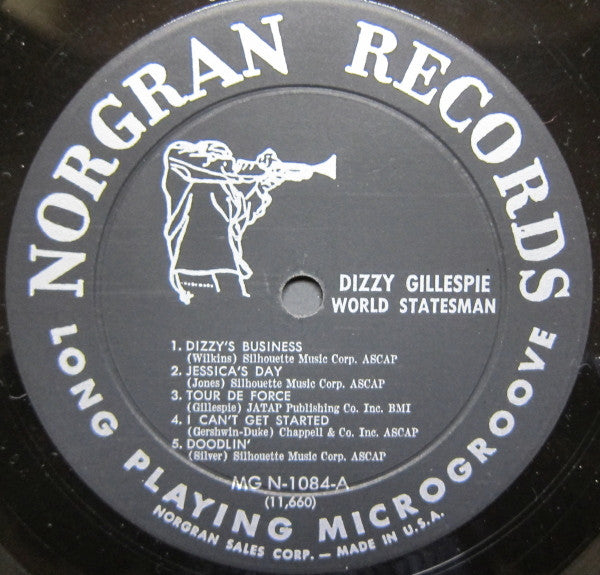 NORGRAN RECORDS
DIZZY GILLESPIE
WORLD STATESMAN
1. DIZZY'S BUSINESS
(Wilkins) Silhouette Music Corp. ASCAP
2. JESSICA'S DAY
(Jones) Silhouette Music Corp. ASCAP
3. TOUR DE FORCE
(Gillespie) JATAP Publishing Co. Inc. BMI
4. I CAN'T GET STARTED
(Gershwin-Duke) Chappell & Co. Inc. ASCAP
5. DOODLIN'
(Silver) Silhouette Music Corp. ASCAP
MG N-1084-A
(11,660)
LONG PLAYING MICROGROOVE
NORGRAN SALES CORP. — MADE IN U.S.A.